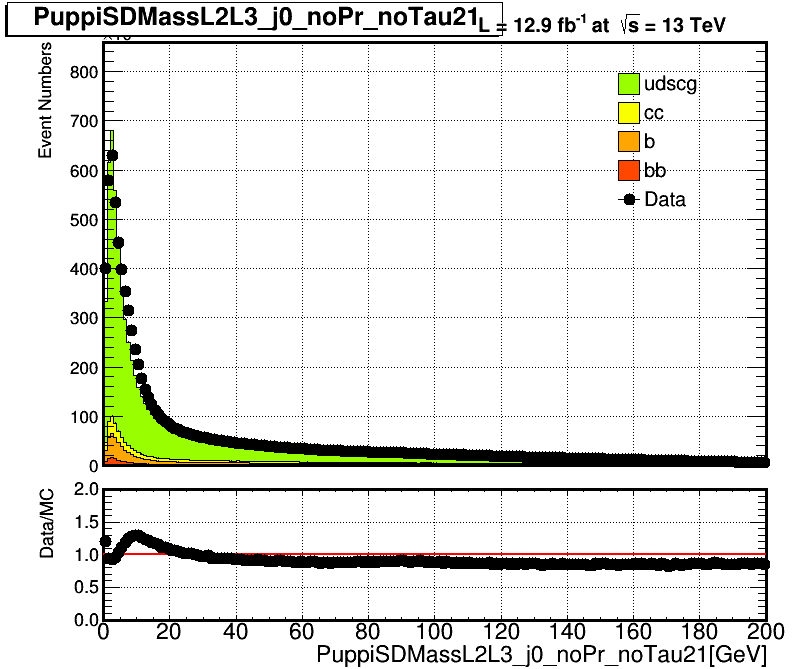 PuppiSDMassL2L3_j0_noPr_noTau21
L = 12.9 fb-1 at √s = 13 TeV
Event Numbers
800
700
600
500
400
300
200
100
0
udscg
cc
b
bb
Data
Data/MC
2.0
1.5
1.0
0.5
0.0
0 20 40 60 80 100 120 140 160 180 200
PuppiSDMassL2L3_j0_noPr_noTau21[GeV]